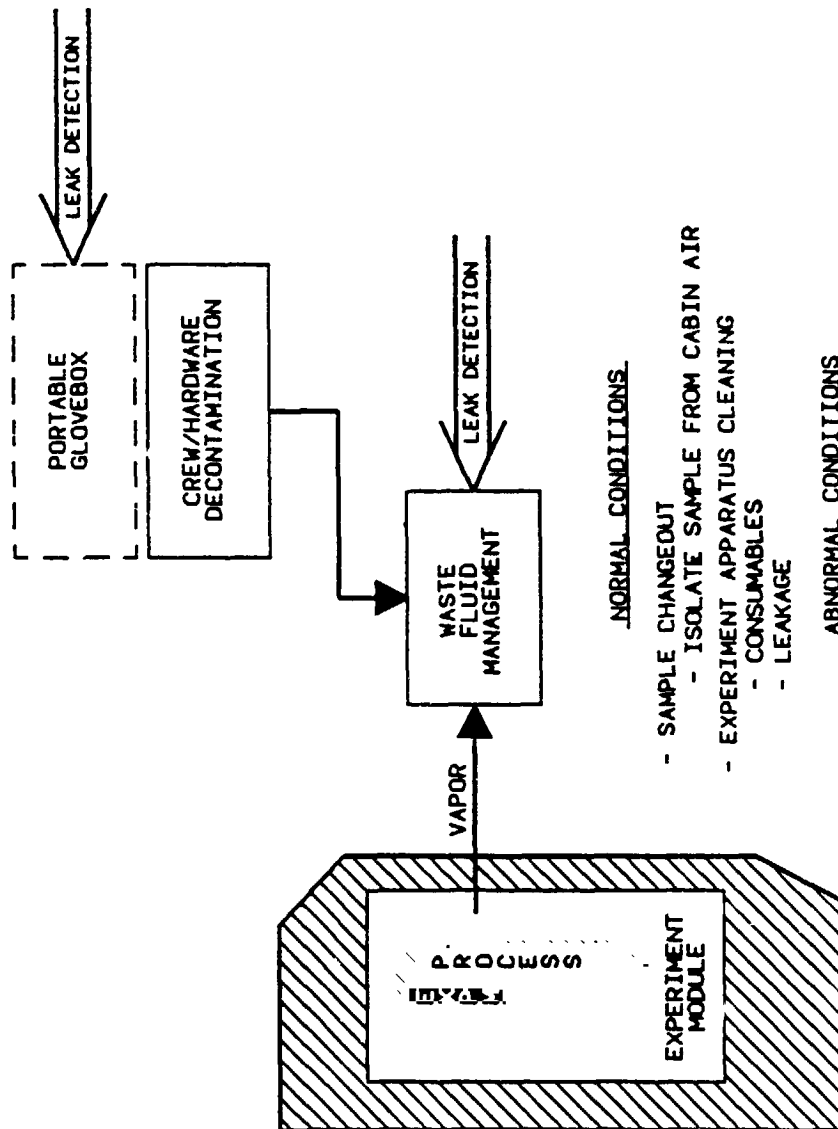 LEAK DETECTION
PORTABLE
GLOVEBOX
CREW/HARDWARE
DECONTAMINATION
LEAK DETECTION
WASTE
FLUID
MANAGEMENT
VAPOR
PROCESS
EXPERIMENT
MODULE
NORMAL CONDITIONS
- SAMPLE CHANGEOUT
- ISOLATE SAMPLE FROM CABIN AIR
- EXPERIMENT APPARATUS CLEANING
- CONSUMABLES
- LEAKAGE
ABNORMAL CONDITIONS